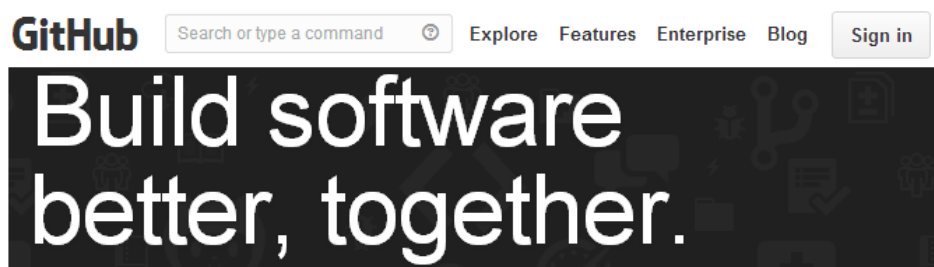 GitHub Search or type a command Explore Features Enterprise Blog Sign in
Build software
better, together.